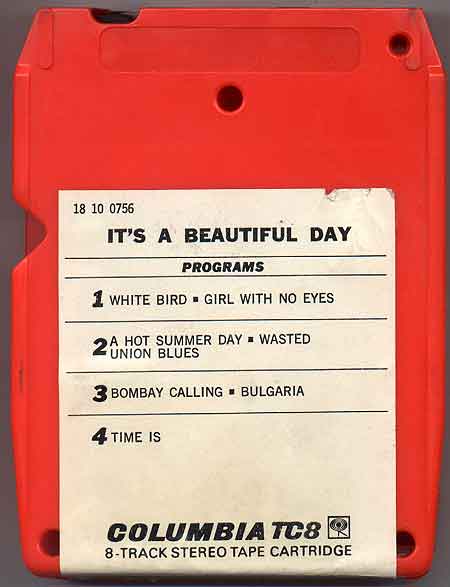 18 10 0756
IT'S A BEAUTIFUL DAY
PROGRAMS
1 WHITE BIRD ▪ GIRL WITH NO EYES
2 A HOT SUMMER DAY ▪ WASTED
UNION BLUES
3 BOMBAY CALLING ▪ BULGARIA
4 TIME IS
COLUMBIA TC8
8-TRACK STEREO TAPE CARTRIDGE